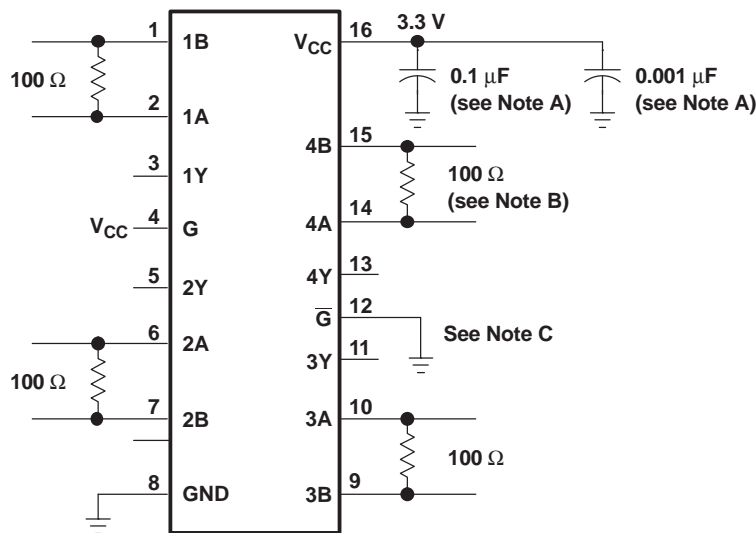 1
1B
100 Ω
2
1A
3
1Y
VCC
4
G
5
2Y
6
2A
100 Ω
7
2B
8
GND
VCC
16
3.3 V
0.1 μF
(see Note A)
0.001 μF
(see Note A)
4B
15
100 Ω
(see Note B)
4A
14
4Y
13
G̅
12
See Note C
3Y
11
3A
10
100 Ω
3B
9